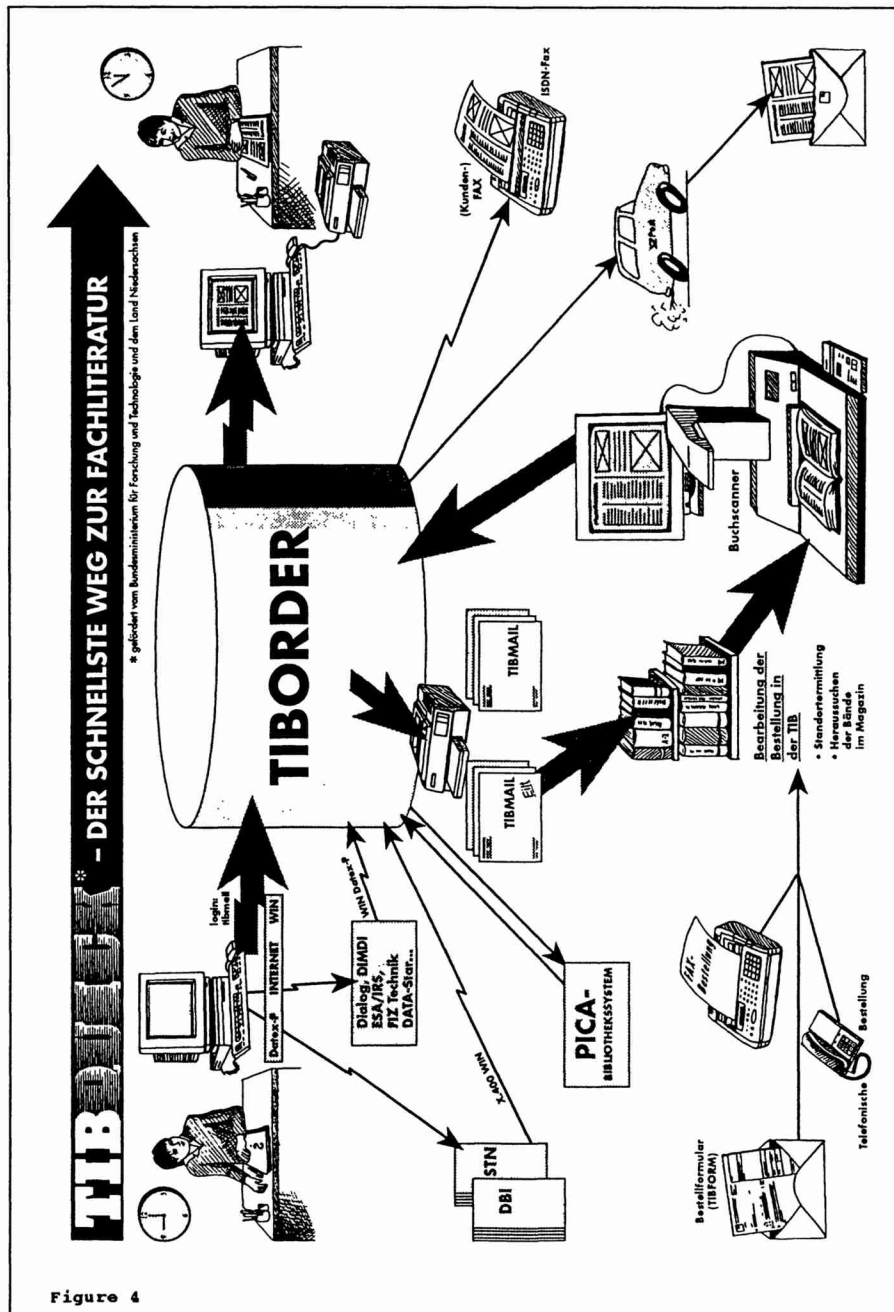 TIBORDER* – DER SCHNELLSTE WEG ZUR FACHLITERATUR
* gefördert vom Bundesministerium für Forschung und Technologie und dem Land Niedersachsen
login:
tibmail
Datex-P INTERNET WIN
Dialog, DIMDI
ESA/IRS,
FIZ Technik
DATA-Star...
WIN Datex-P
STN
DBI
X.400 WIN
PICA-
BIBLIOTHEKSSYSTEM
TIBORDER
TIBMAIL
Eilt
TIBMAIL
(Kunden-)
FAX
ISDN-Fax
Post
Buchscanner
Bearbeitung der
Bestellung in
der TIB
• Standortermittlung
• Heraussuchen
der Bände
im Magazin
Bestellformular
(TIBFORM)
FAX-
Bestellung
Telefonische Bestellung
Figure 4